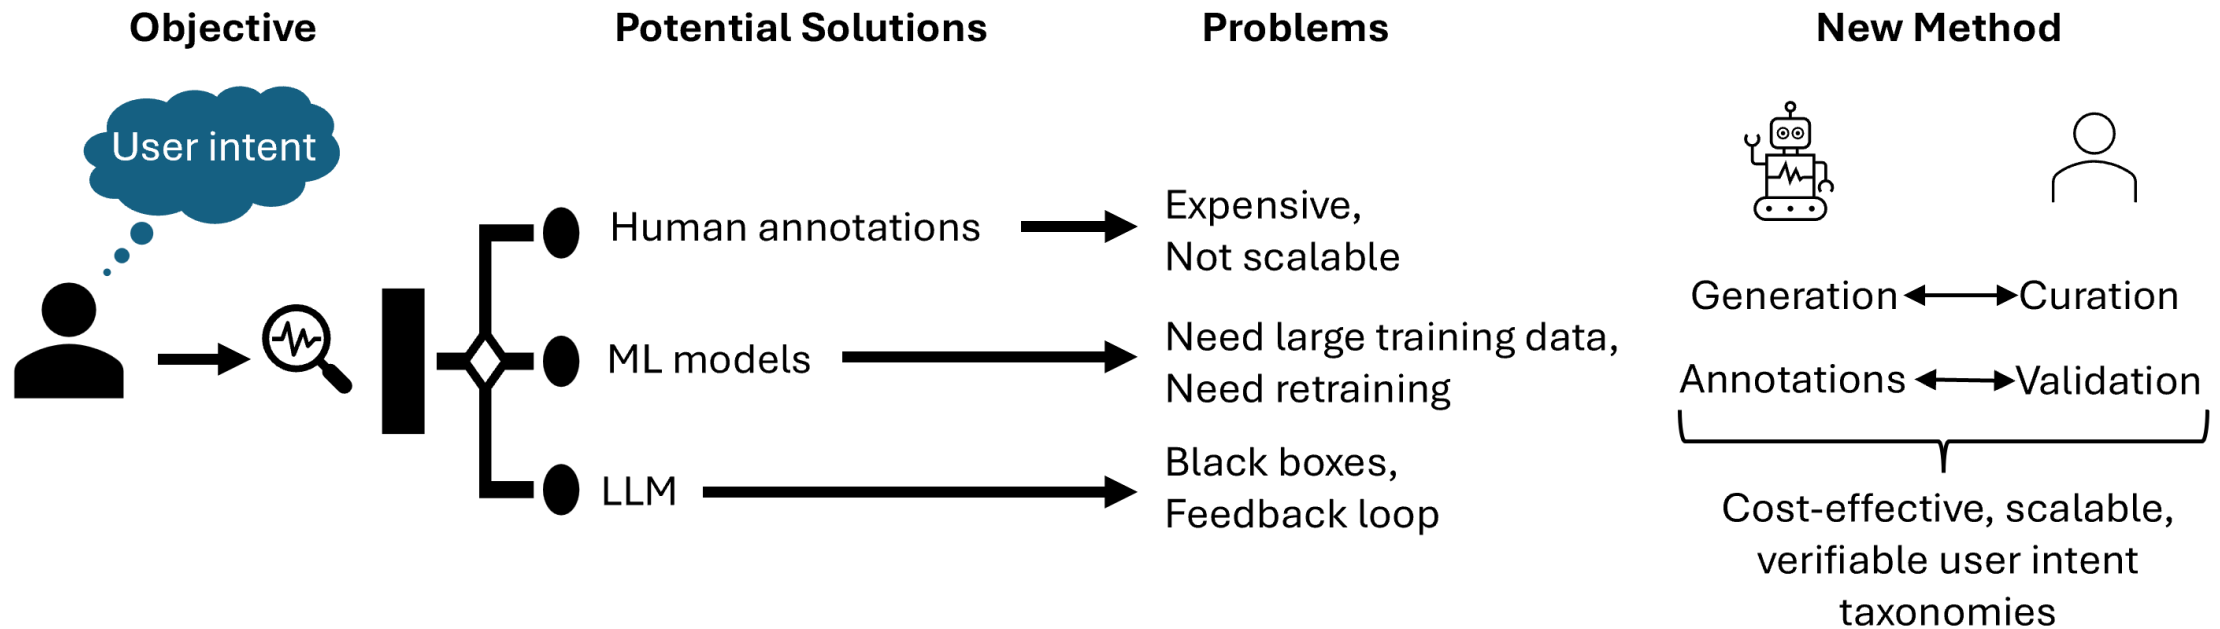 Objective
User intent
Potential Solutions
Human annotations
ML models
LLM
Problems
Expensive,
Not scalable
Need large training data,
Need retraining
Black boxes,
Feedback loop
New Method
Generation
Curation
Annotations
Validation
Cost-effective, scalable,
verifiable user intent
taxonomies